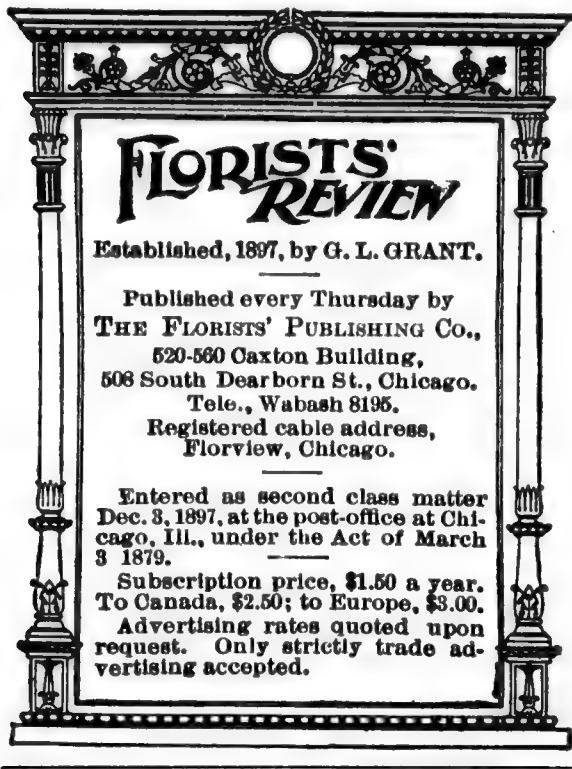 FLORISTS'
REVIEW
Established, 1897, by G. L. GRANT.
Published every Thursday by
THE FLORISTS' PUBLISHING CO.,
520-560 Caxton Building,
508 South Dearborn St., Chicago.
Tele., Wabash 8195.
Registered cable address,
Florview, Chicago.
Entered as second class matter
Dec. 3, 1897, at the post-office at Chi-
cago, Ill., under the Act of March
3 1879.
Subscription price, $1.50 a year.
To Canada, $2.50; to Europe, $3.00.
Advertising rates quoted upon
request. Only strictly trade ad-
vertising accepted.